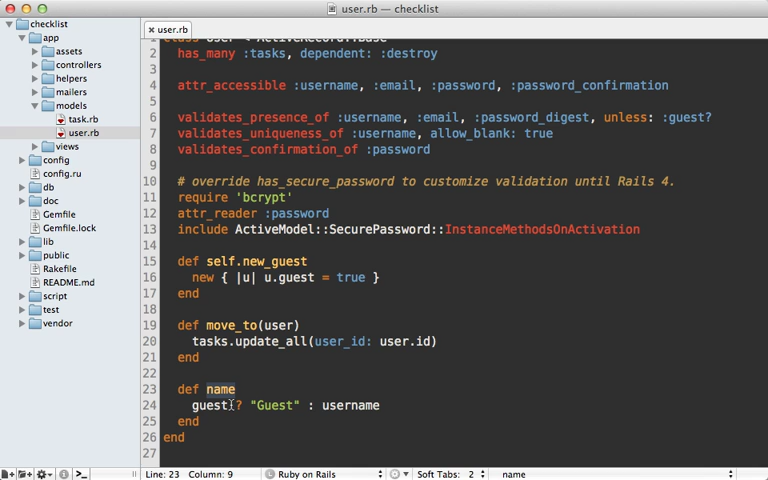 user.rb — checklist
checklist
app
assets
controllers
helpers
mailers
models
task.rb
user.rb
views
config
config.ru
db
doc
Gemfile
Gemfile.lock
lib
public
Rakefile
README.md
script
test
vendor
user.rb
1 class User < ActiveRecord::Base
2 has_many :tasks, dependent: :destroy
3
4 attr_accessible :username, :email, :password, :password_confirmation
5
6 validates_presence_of :username, :email, :password_digest, unless: :guest?
7 validates_uniqueness_of :username, allow_blank: true
8 validates_confirmation_of :password
9
10 # override has_secure_password to customize validation until Rails 4.
11 require 'bcrypt'
12 attr_reader :password
13 include ActiveModel::SecurePassword::InstanceMethodsOnActivation
14
15 def self.new_guest
16 new { |u| u.guest = true }
17 end
18
19 def move_to(user)
20 tasks.update_all(user_id: user.id)
21 end
22
23 def name
24 guest ? "Guest" : username
25 end
26 end
27
Line: 23 Column: 9
Ruby on Rails
Soft Tabs: 2
name